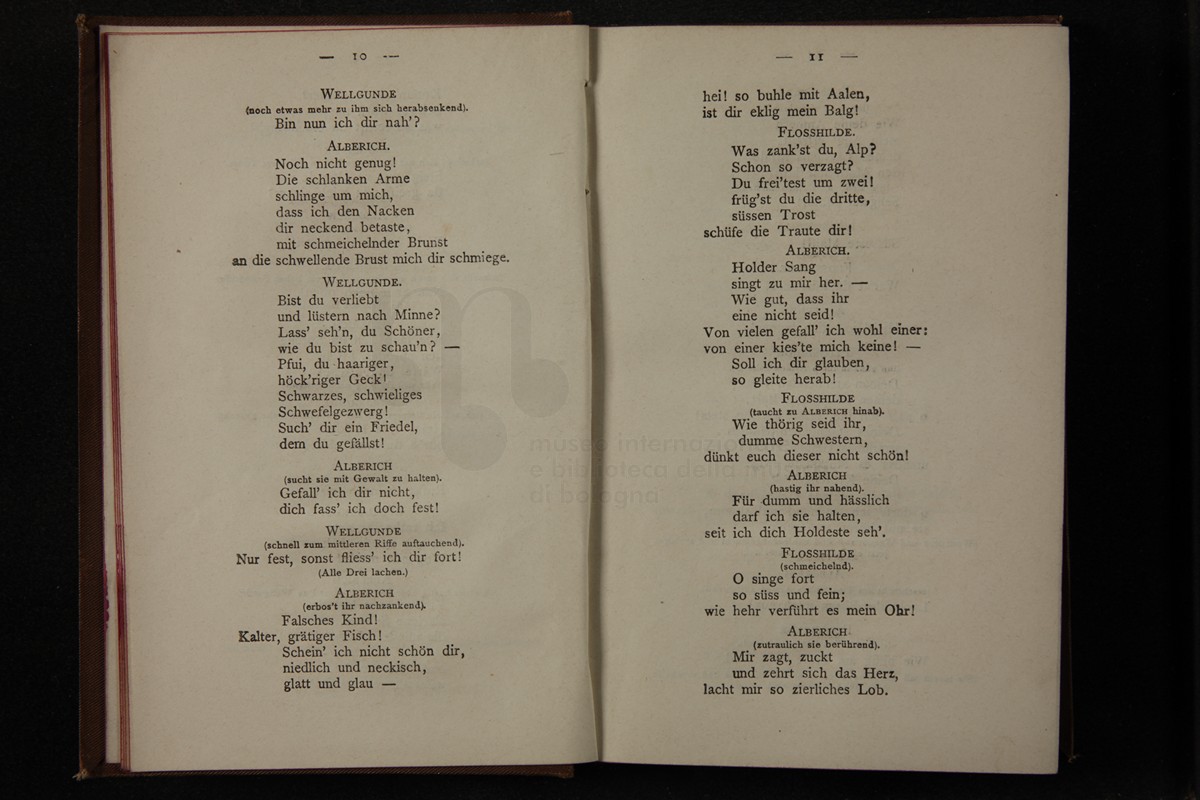 — 10 —
WELLGUNDE
(noch etwas mehr zu ihm sich herabsenkend).
Bin nun ich dir nah'?
ALBERICH.
Noch nicht genug!
Die schlanken Arme
schlinge um mich,
dass ich den Nacken
dir neckend betaste,
mit schmeichelnder Brunst
an die schwellende Brust mich dir schmiege.
WELLGUNDE.
Bist du verliebt
und lüstern nach Minne?
Lass' seh'n, du Schöner,
wie du bist zu schau'n? —
Pfui, du haariger,
höck'riger Geck!
Schwarzes, schwieliges
Schwefelgezwerg!
Such' dir ein Friedel,
dem du gefällst!
ALBERICH
(sucht sie mit Gewalt zu halten).
Gefall' ich dir nicht,
dich fass' ich doch fest!
WELLGUNDE
(schnell zum mittleren Riffe auftauchend).
Nur fest, sonst fliess' ich dir fort!
(Alle Drei lachen.)
ALBERICH
(erbos't ihr nachzankend).
Falsches Kind!
Kalter, grätiger Fisch!
Schein' ich nicht schön dir,
niedlich und neckisch,
glatt und glau —
— 11 —
hei! so buhle mit Aalen,
ist dir eklig mein Balg!
FLOSSHILDE.
Was zank'st du, Alp?
Schon so verzagt?
Du frei'test um zwei!
früg'st du die dritte,
süssen Trost
schüfe die Traute dir!
ALBERICH.
Holder Sang
singt zu mir her. —
Wie gut, dass ihr
eine nicht seid!
Von vielen gefall' ich wohl einer:
von einer kies'te mich keine! —
Soll ich dir glauben,
so gleite herab!
FLOSSHILDE
(taucht zu ALBERICH hinab).
Wie thörig seid ihr,
dumme Schwestern,
dünkt euch dieser nicht schön!
ALBERICH
(hastig ihr nahend).
Für dumm und hässlich
darf ich sie halten,
seit ich dich Holdeste seh'.
FLOSSHILDE
(schmeichelnd).
O singe fort
so süss und fein;
wie hehr verführt es mein Ohr!
ALBERICH
(zutraulich sie berührend).
Mir zagt, zuckt
und zehrt sich das Herz,
lacht mir so zierliches Lob.
museo internazio
e biblioteca della musica
di bologna